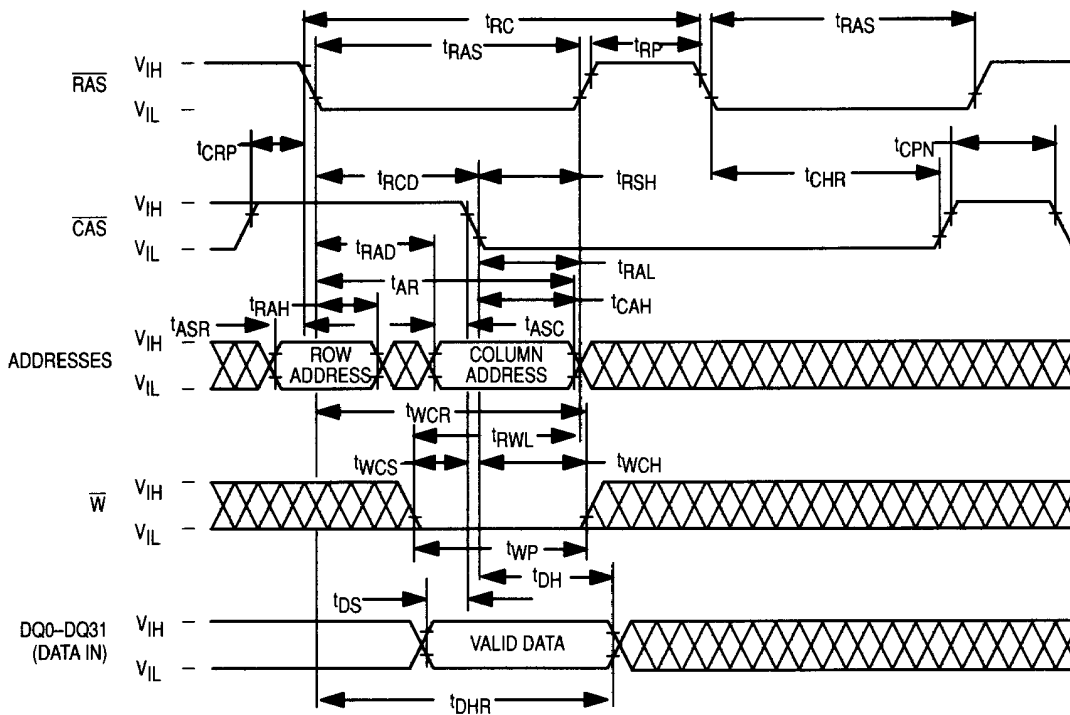 tRC
tRAS
tRP
tRAS
RAS
VIH
VIL
tCRP
tRCD
tRSH
tCHR
tCPN
CAS
VIH
VIL
tRAD
tRAL
tAR
tCAH
tRAH
tASR
tASC
ADDRESSES
VIH
VIL
ROW
ADDRESS
COLUMN
ADDRESS
tWCR
tRWL
tWCS
tWCH
W
VIH
VIL
tWP
tDH
tDS
DQ0–DQ31
(DATA IN)
VIH
VIL
VALID DATA
tDHR